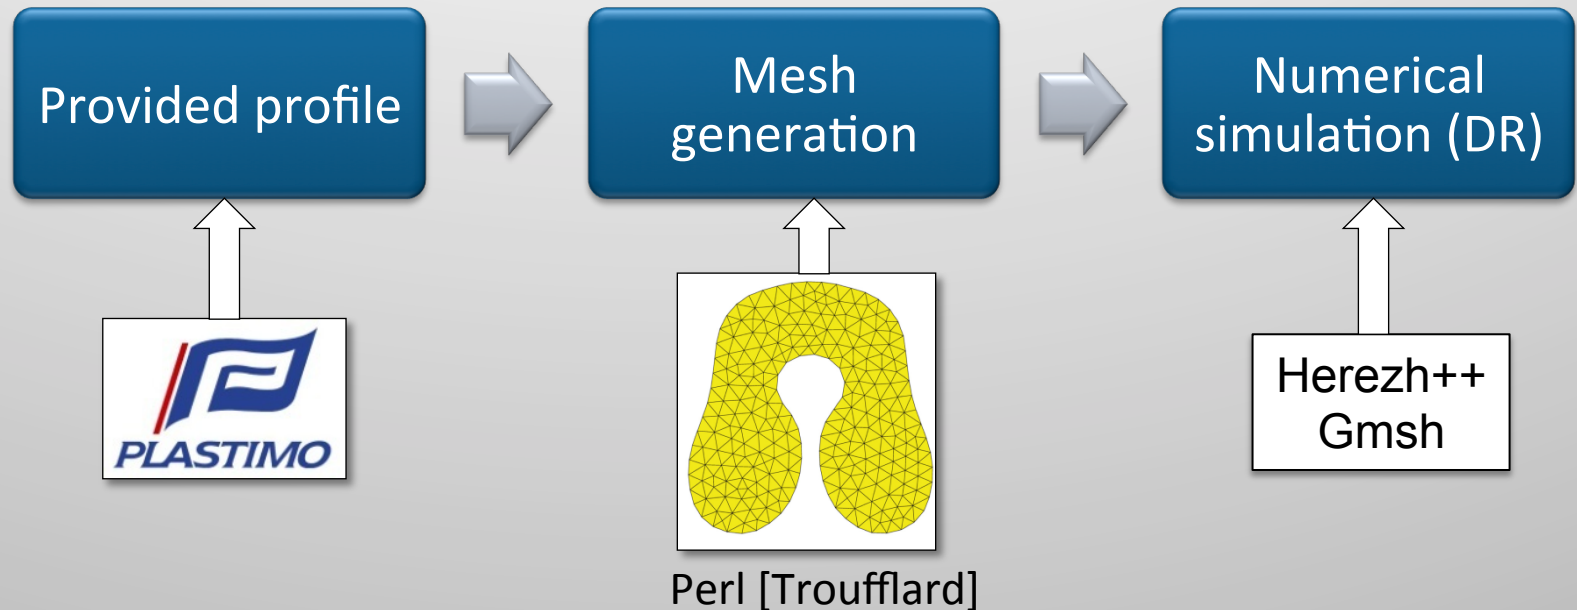 Provided profile
Mesh
generation
Numerical
simulation (DR)
PLASTIMO
Perl [Troufflard]
Herezh++
Gmsh